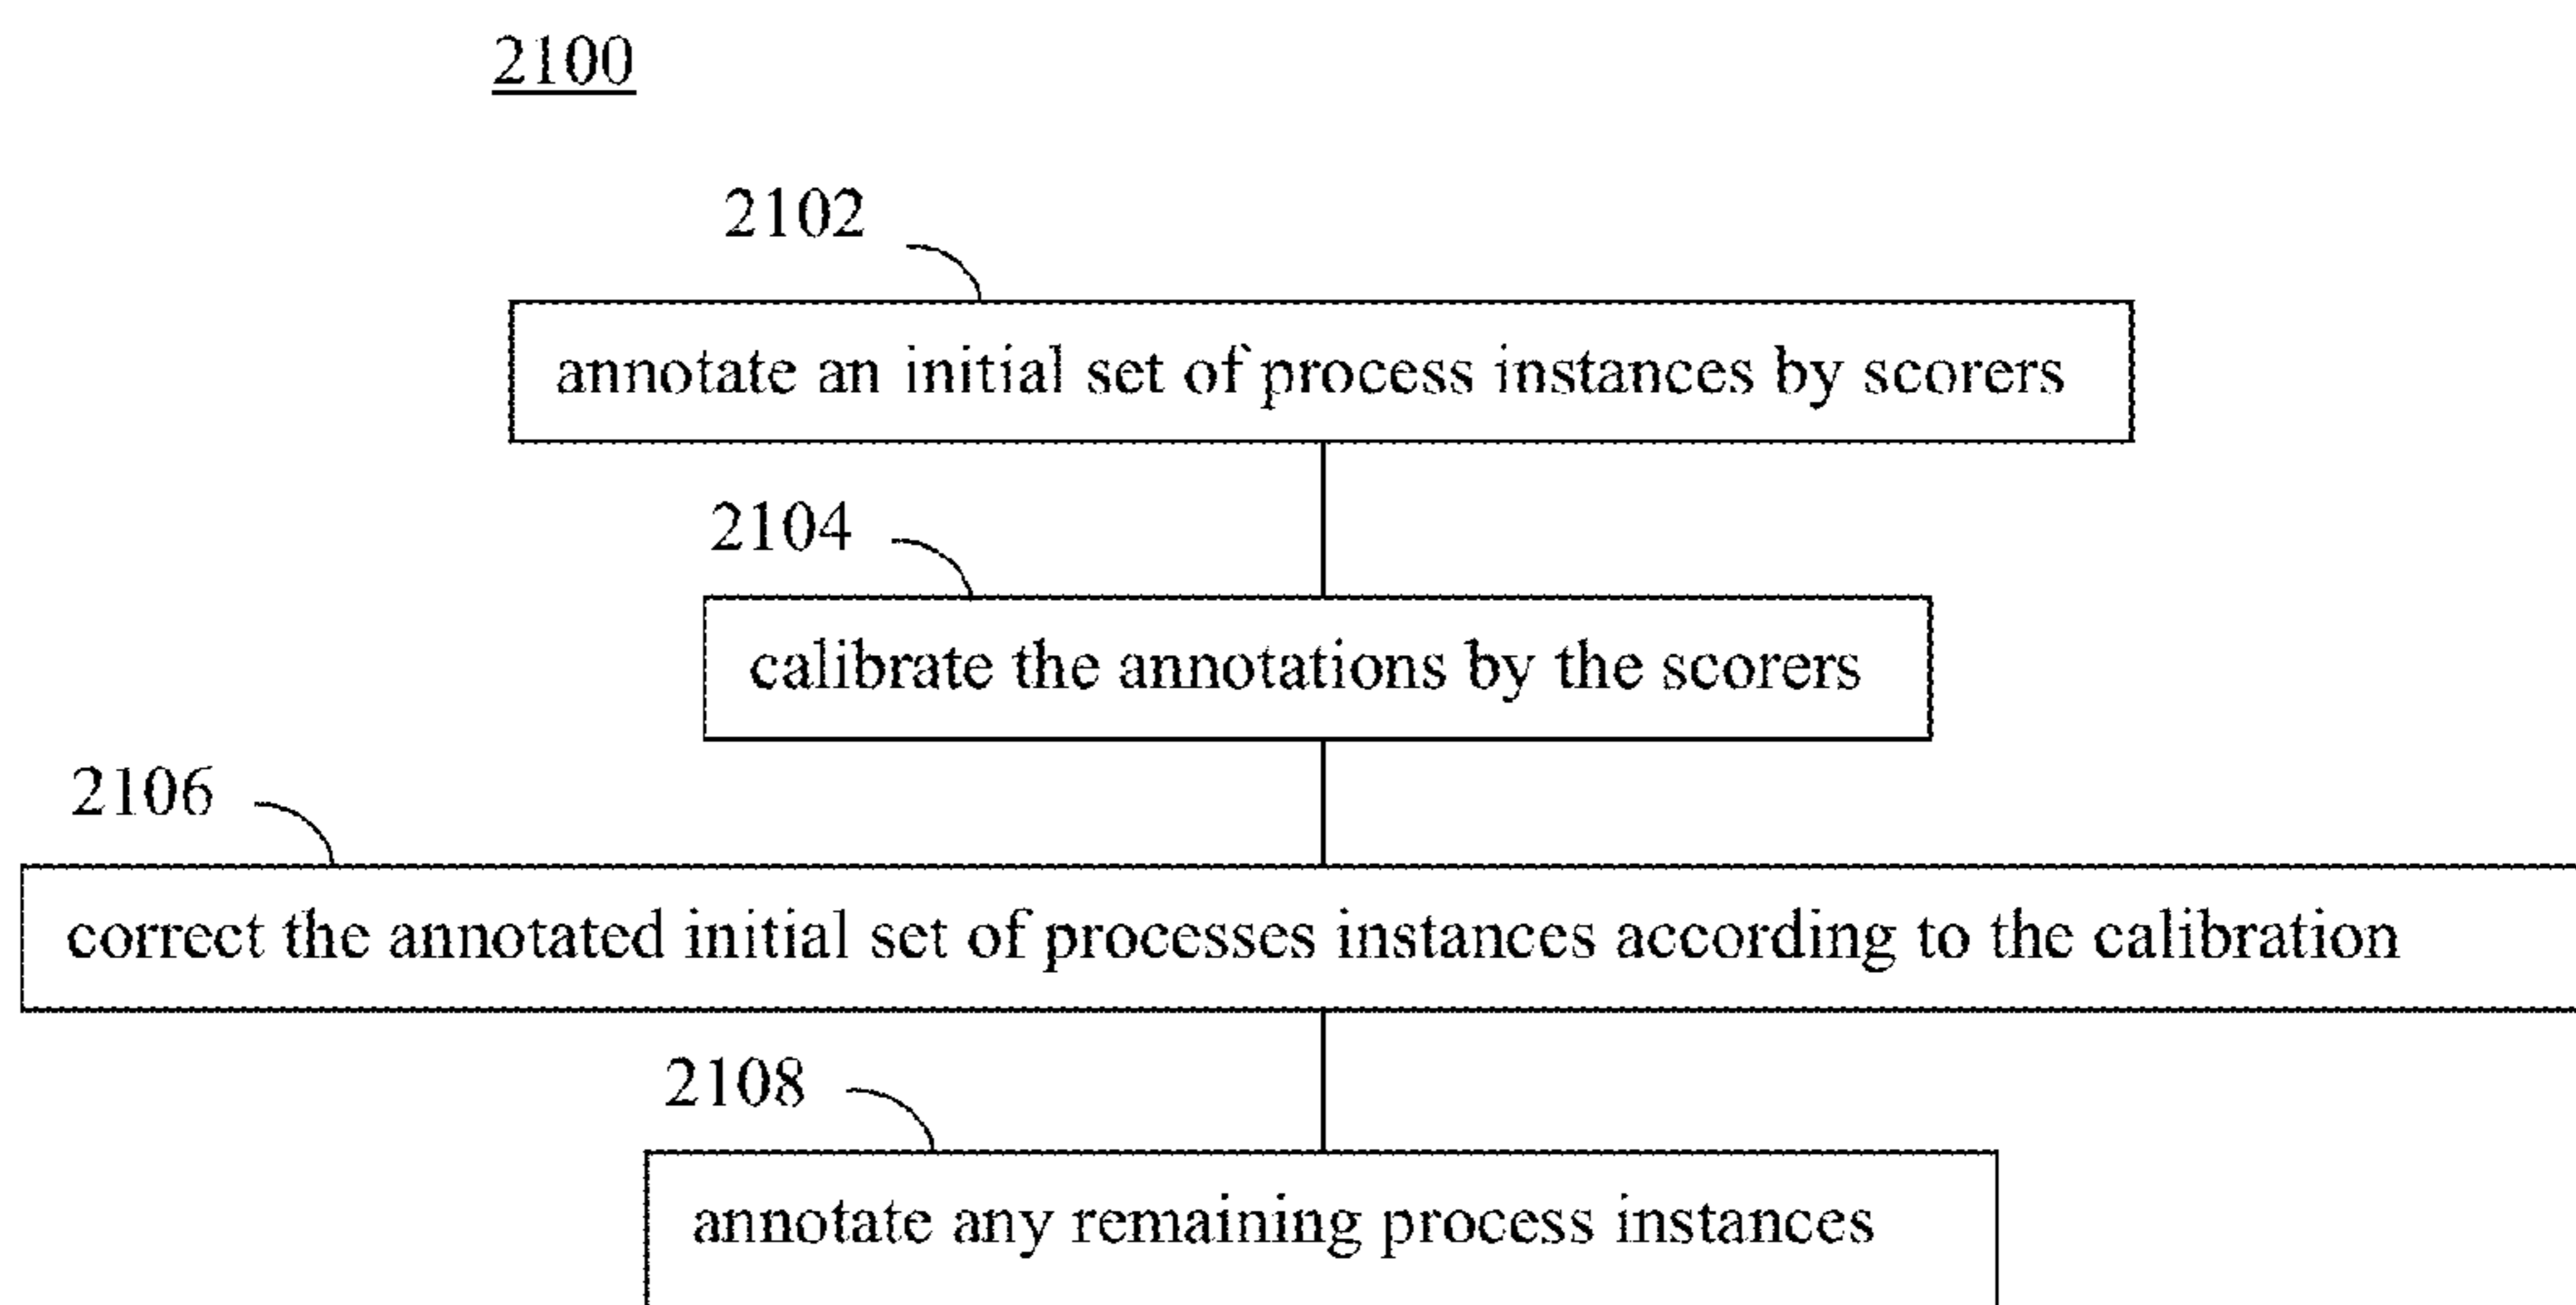 2100
2102
annotate an initial set of process instances by scorers
2104
calibrate the annotations by the scorers
2106
correct the annotated initial set of processes instances according to the calibration
2108
annotate any remaining process instances